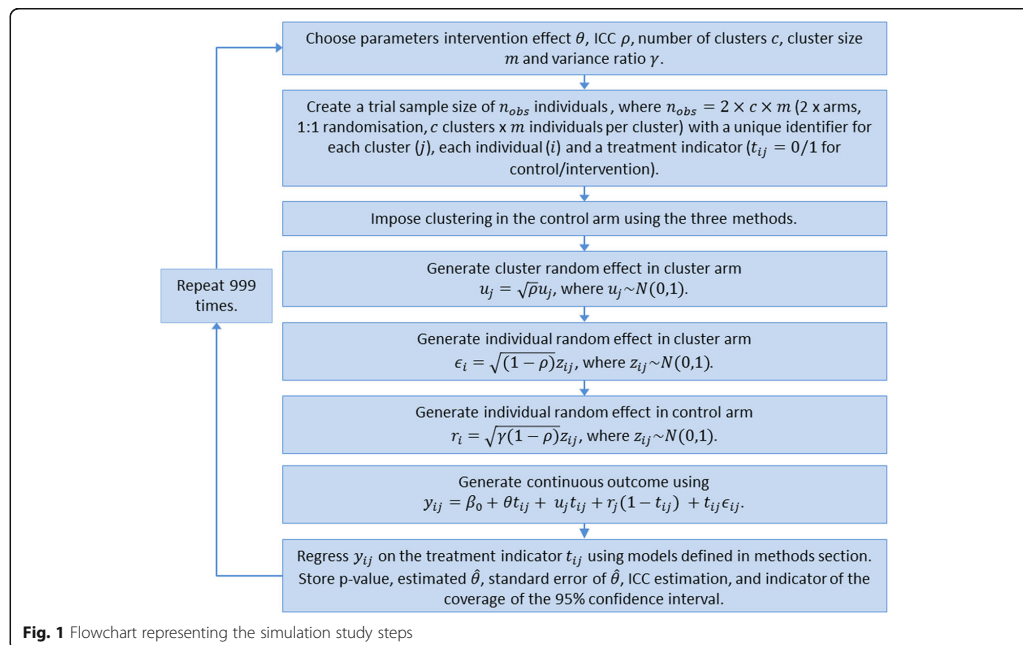 Choose parameters intervention effect θ, ICC ρ, number of clusters c, cluster size
m and variance ratio γ.
Create a trial sample size of n_obs individuals , where n_obs = 2 × c × m (2 x arms,
1:1 randomisation, c clusters x m individuals per cluster) with a unique identifier for
each cluster (j), each individual (i) and a treatment indicator (t_ij = 0/1 for
control/intervention).
Impose clustering in the control arm using the three methods.
Generate cluster random effect in cluster arm
u_j = √ρu_j, where u_j~N(0,1).
Repeat 999
times.
Generate individual random effect in cluster arm
ϵ_i = √(1 − ρ)z_ij, where z_ij~N(0,1).
Generate individual random effect in control arm
r_i = √γ(1 − ρ)z_ij, where z_ij~N(0,1).
Generate continuous outcome using
y_ij = β_0 + θt_ij + u_jt_ij + r_j(1 − t_ij) + t_ijϵ_ij.
Regress y_ij on the treatment indicator t_ij using models defined in methods section.
Store p-value, estimated θ̂, standard error of θ̂, ICC estimation, and indicator of the
coverage of the 95% confidence interval.
Fig. 1 Flowchart representing the simulation study steps